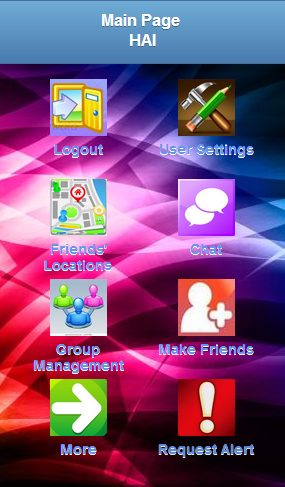 Main Page
HAI
Logout
User Settings
Friends'
Locations
Chat
Group
Management
Make Friends
More
Request Alert